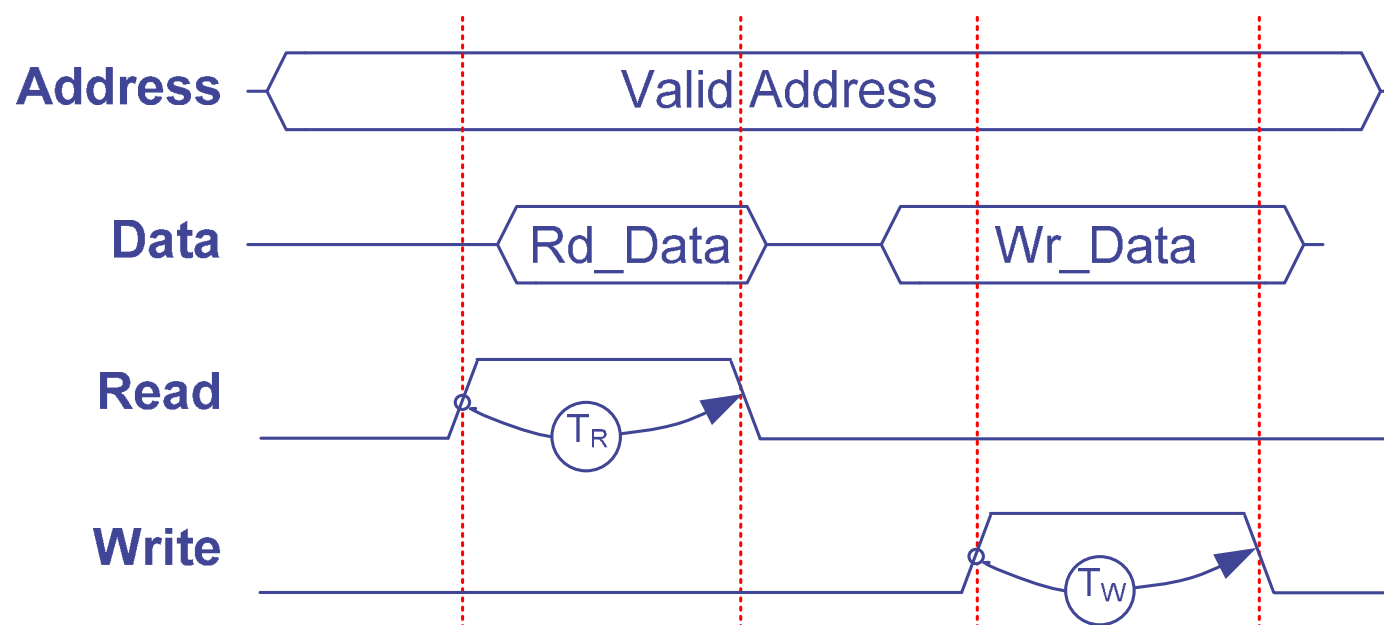 Address Valid Address
Data Rd_Data Wr_Data
Read
TR
Write
TW